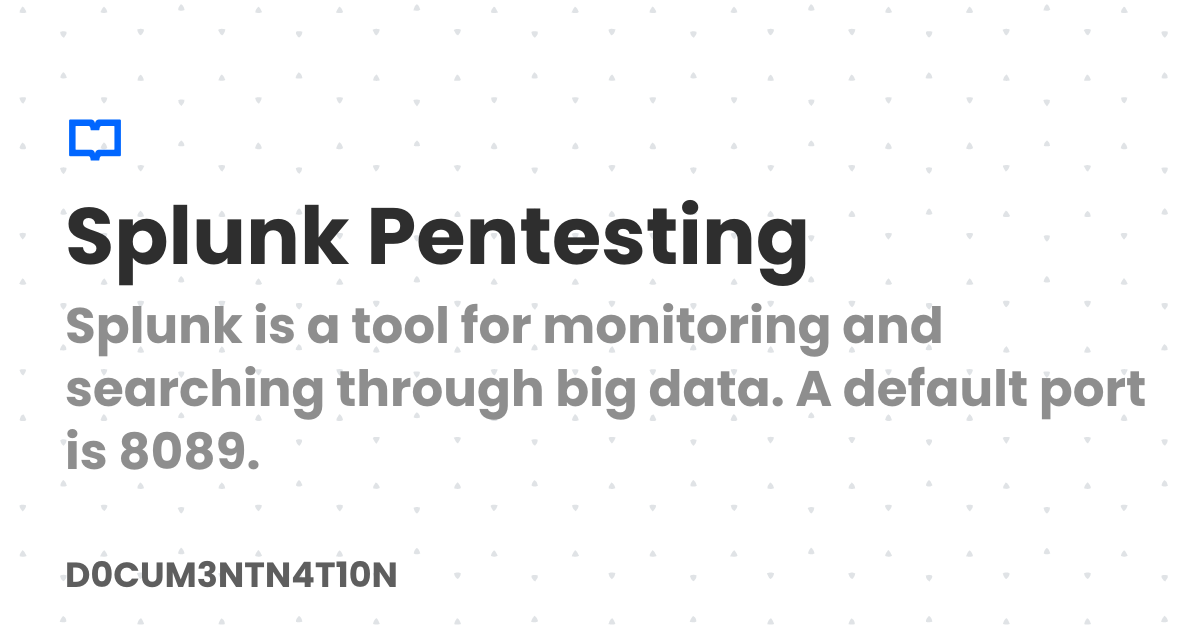 Splunk Pentesting
Splunk is a tool for monitoring and
searching through big data. A default port
is 8089.
D0CUM3NTN4T10N